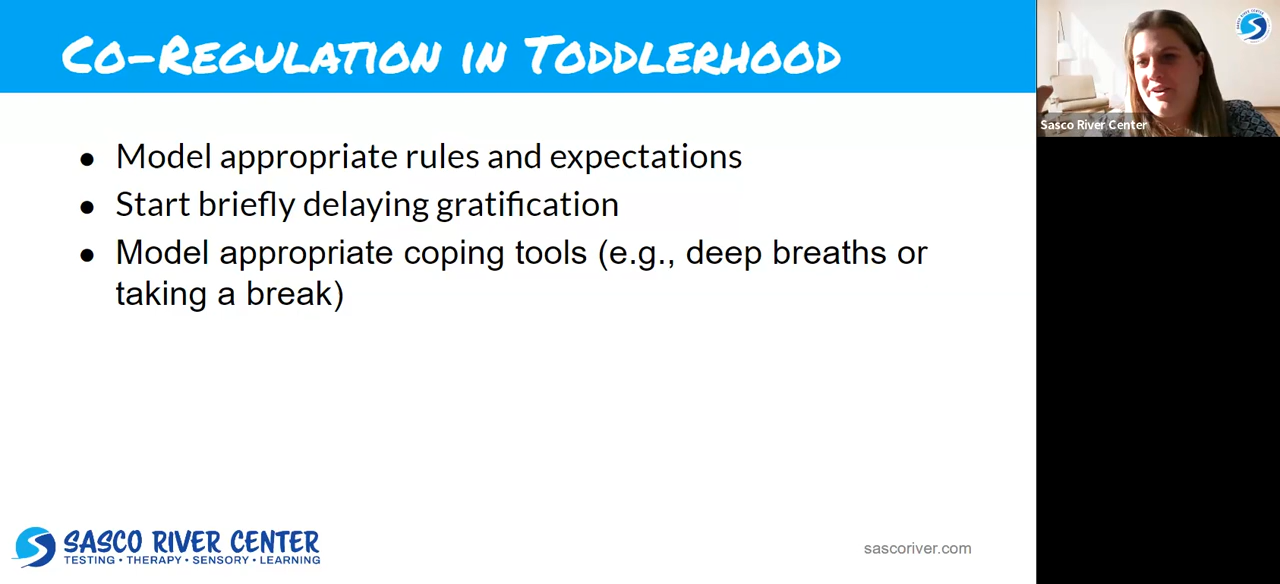 Co-Regulation in Toddlerhood
● Model appropriate rules and expectations
● Start briefly delaying gratification
● Model appropriate coping tools (e.g., deep breaths or
taking a break)
Sasco River Center
SASCO RIVER CENTER
TESTING • THERAPY • SENSORY • LEARNING
sascoriver.com